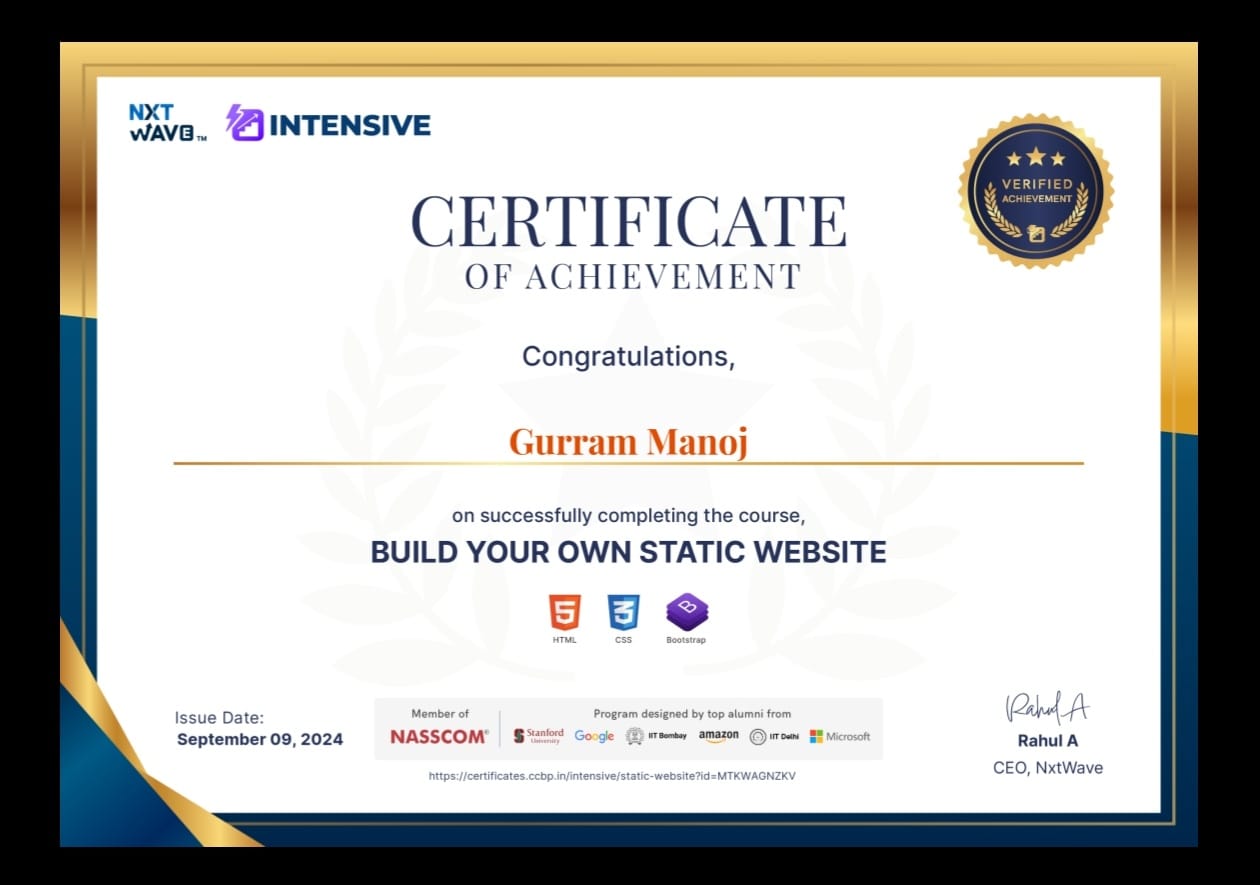 NXT
WAVE™
INTENSIVE
VERIFIED
ACHIEVEMENT
CERTIFICATE
OF ACHIEVEMENT
Congratulations,
Gurram Manoj
on successfully completing the course,
BUILD YOUR OWN STATIC WEBSITE
HTML
CSS
Bootstrap
Issue Date:
September 09, 2024
Member of
NASSCOM®
Program designed by top alumni from
Stanford
University
Google
IIT Bombay
amazon
IIT Delhi
Microsoft
https://certificates.ccbp.in/intensive/static-website?id=MTKWAGNZKV
Rahul A
Rahul A
CEO, NxtWave